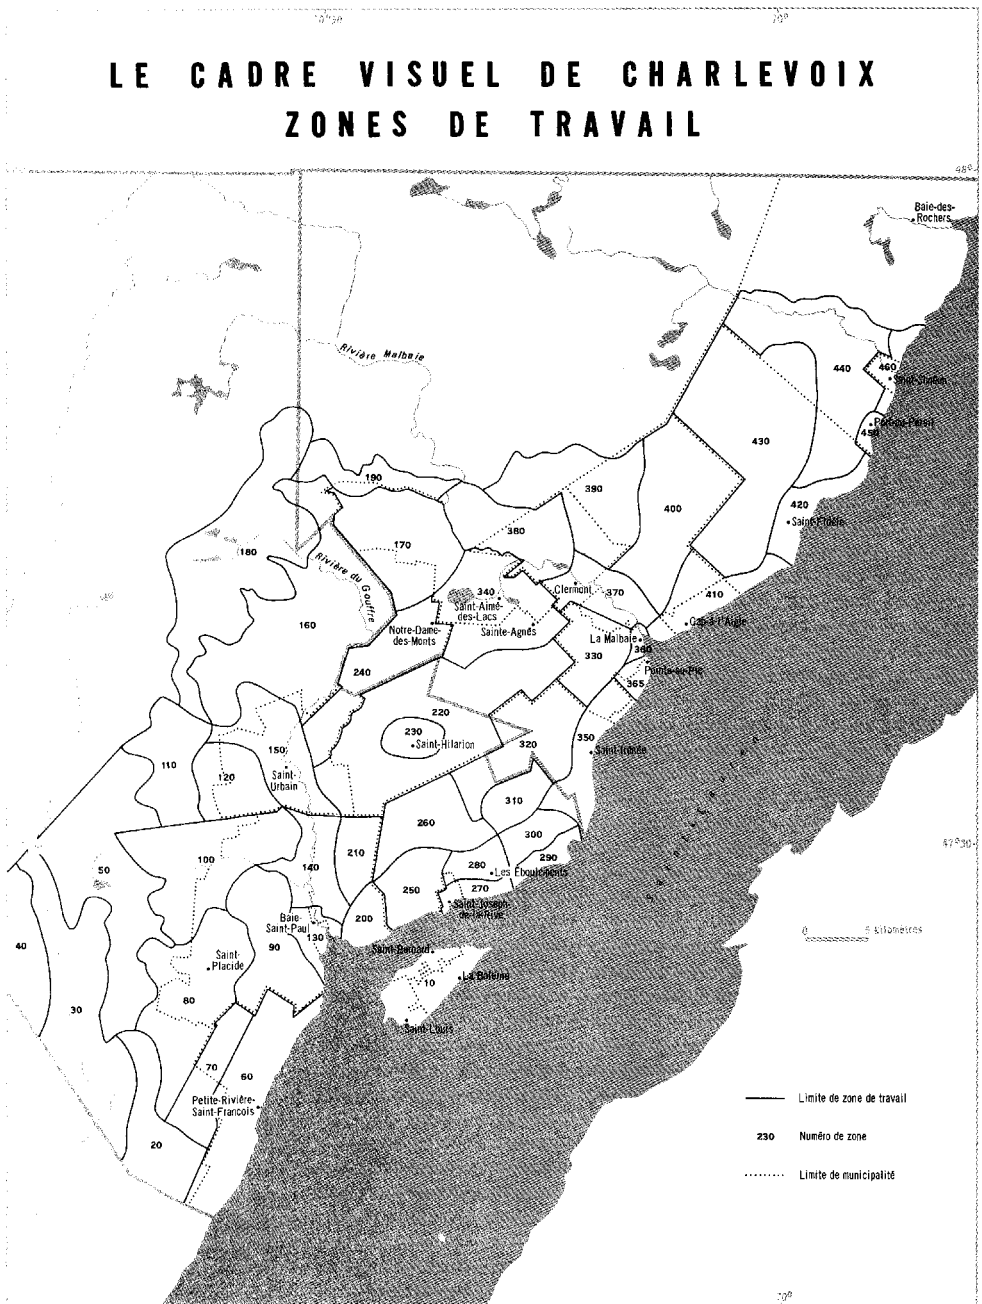 70°
LE CADRE VISUEL DE CHARLEVOIX
ZONES DE TRAVAIL
48°
Baie-des-
Rochers
Rivière Malbaie
440
460
Saint-Siméon
Port-au-Persil
450
430
190
390
420
400
Saint-Fidèle
380
170
180
Rivière du Gouffre
Clermont
370
340
410
Saint-Aimé-
des-Lacs
160
Notre-Dame-
des-Monts
Sainte-Agnès
Cap-à-l'Aigle
La Malbaie
360
330
Pointe-au-Pic
240
365
220
230
Saint-Hilarion
350
320
Saint-Irénée
150
110
120
Saint-
Urbain
310
260
300
210
290
100
140
280
Les Éboulements
50
47°30
250
270
Saint-Joseph-
de-la-Rive
200
Baie-
Saint-Paul
130
0 5 kilomètres
40
90
Saint-Bernard
Saint-
Placide
La Baleine
10
80
30
Saint-Louis
70
60
Petite-Rivière-
Saint-François
Limite de zone de travail
230 Numéro de zone
20
Limite de municipalité
70°